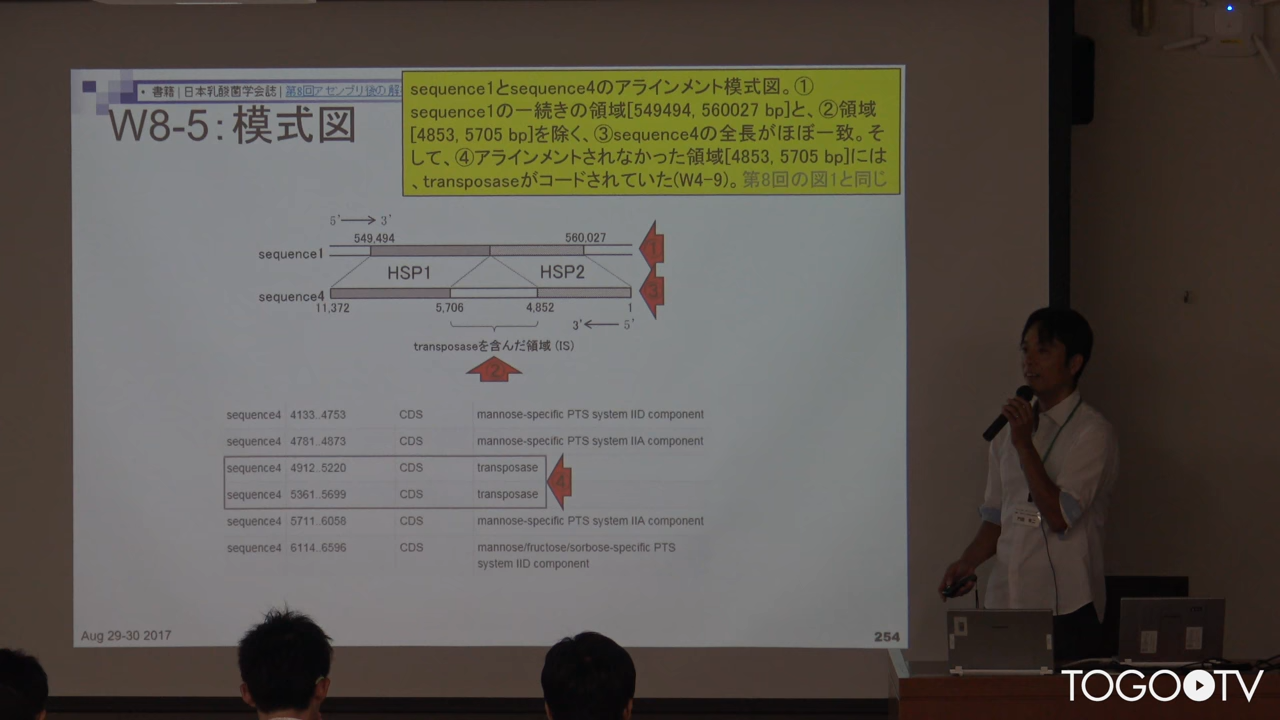 • 書籍 | 日本乳酸菌学会誌 | 第8回アセンブリ後の解
W8-5：模式図
sequence1とsequence4のアラインメント模式図。①
sequence1の一続きの領域[549494, 560027 bp]と、②領域
[4853, 5705 bp]を除く、③sequence4の全長がほぼ一致。そ
して、④アラインメントされなかった領域[4853, 5705 bp]には
、transposaseがコードされていた(W4-9)。第8回の図1と同じ
5' 3'
549,494 560,027
sequence1 ①
HSP1 HSP2
sequence4 ③
11,372 5,706 4,852 1
3' 5'
transposaseを含んだ領域 (IS)
②
sequence4 4133..4753 CDS mannose-specific PTS system IID component
sequence4 4781..4873 CDS mannose-specific PTS system IIA component
sequence4 4912..5220 CDS transposase
④
sequence4 5361..5699 CDS transposase
sequence4 5711..6058 CDS mannose-specific PTS system IIA component
sequence4 6114..6596 CDS mannose/fructose/sorbose-specific PTS
system IID component
Aug 29-30 2017
254
TOGO TV